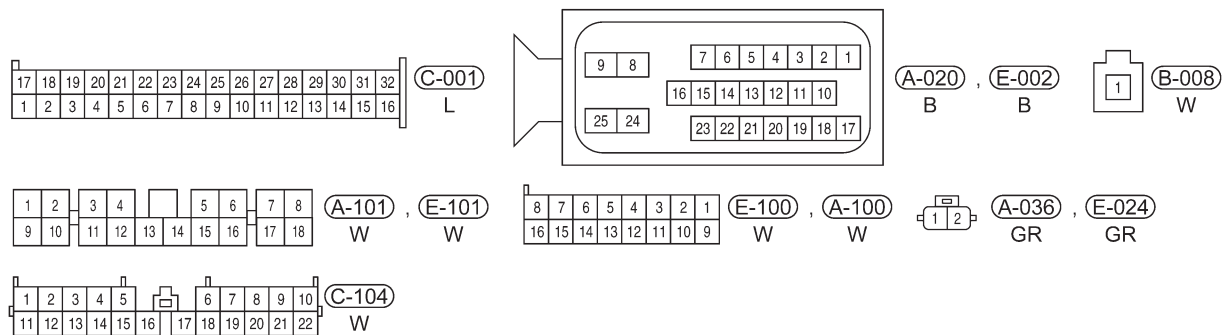 17 18 19 20 21 22 23 24 25 26 27 28 29 30 31 32
1 2 3 4 5 6 7 8 9 10 11 12 13 14 15 16
C-001
L
9 8 7 6 5 4 3 2 1
16 15 14 13 12 11 10
25 24 23 22 21 20 19 18 17
A-020 , E-002
B B
1
B-008
W
1 2 3 4 5 6 7 8
9 10 11 12 13 14 15 16 17 18
A-101 , E-101
W W
8 7 6 5 4 3 2 1
16 15 14 13 12 11 10 9
E-100 , A-100
W W
1 2
A-036 , E-024
GR GR
1 2 3 4 5 6 7 8 9 10
11 12 13 14 15 16 17 18 19 20 21 22
C-104
W